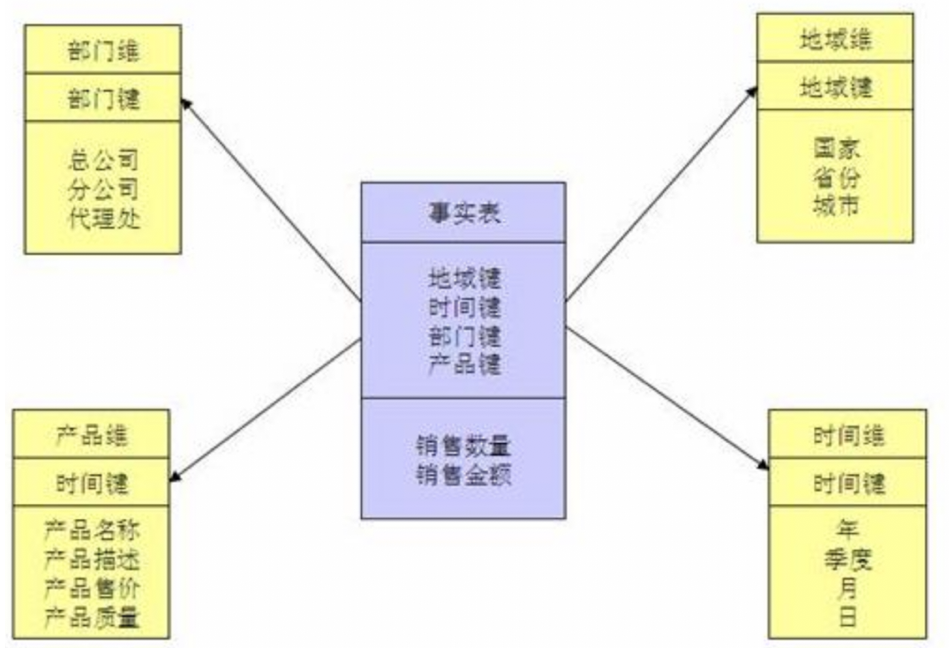 部门维
部门键
总公司
分公司
代理处
地域维
地域键
国家
省份
城市
事实表
地域键
时间键
部门键
产品键
销售数量
销售金额
产品维
时间键
产品名称
产品描述
产品售价
产品质量
时间维
时间键
年
季度
月
日